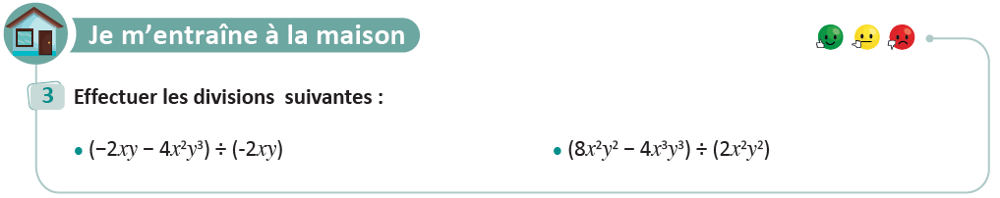 Je m'entraîne à la maison
3 Effectuer les divisions suivantes :
• (−2xy − 4x²y³) ÷ (-2xy)
• (8x²y² − 4x³y³) ÷ (2x²y²)